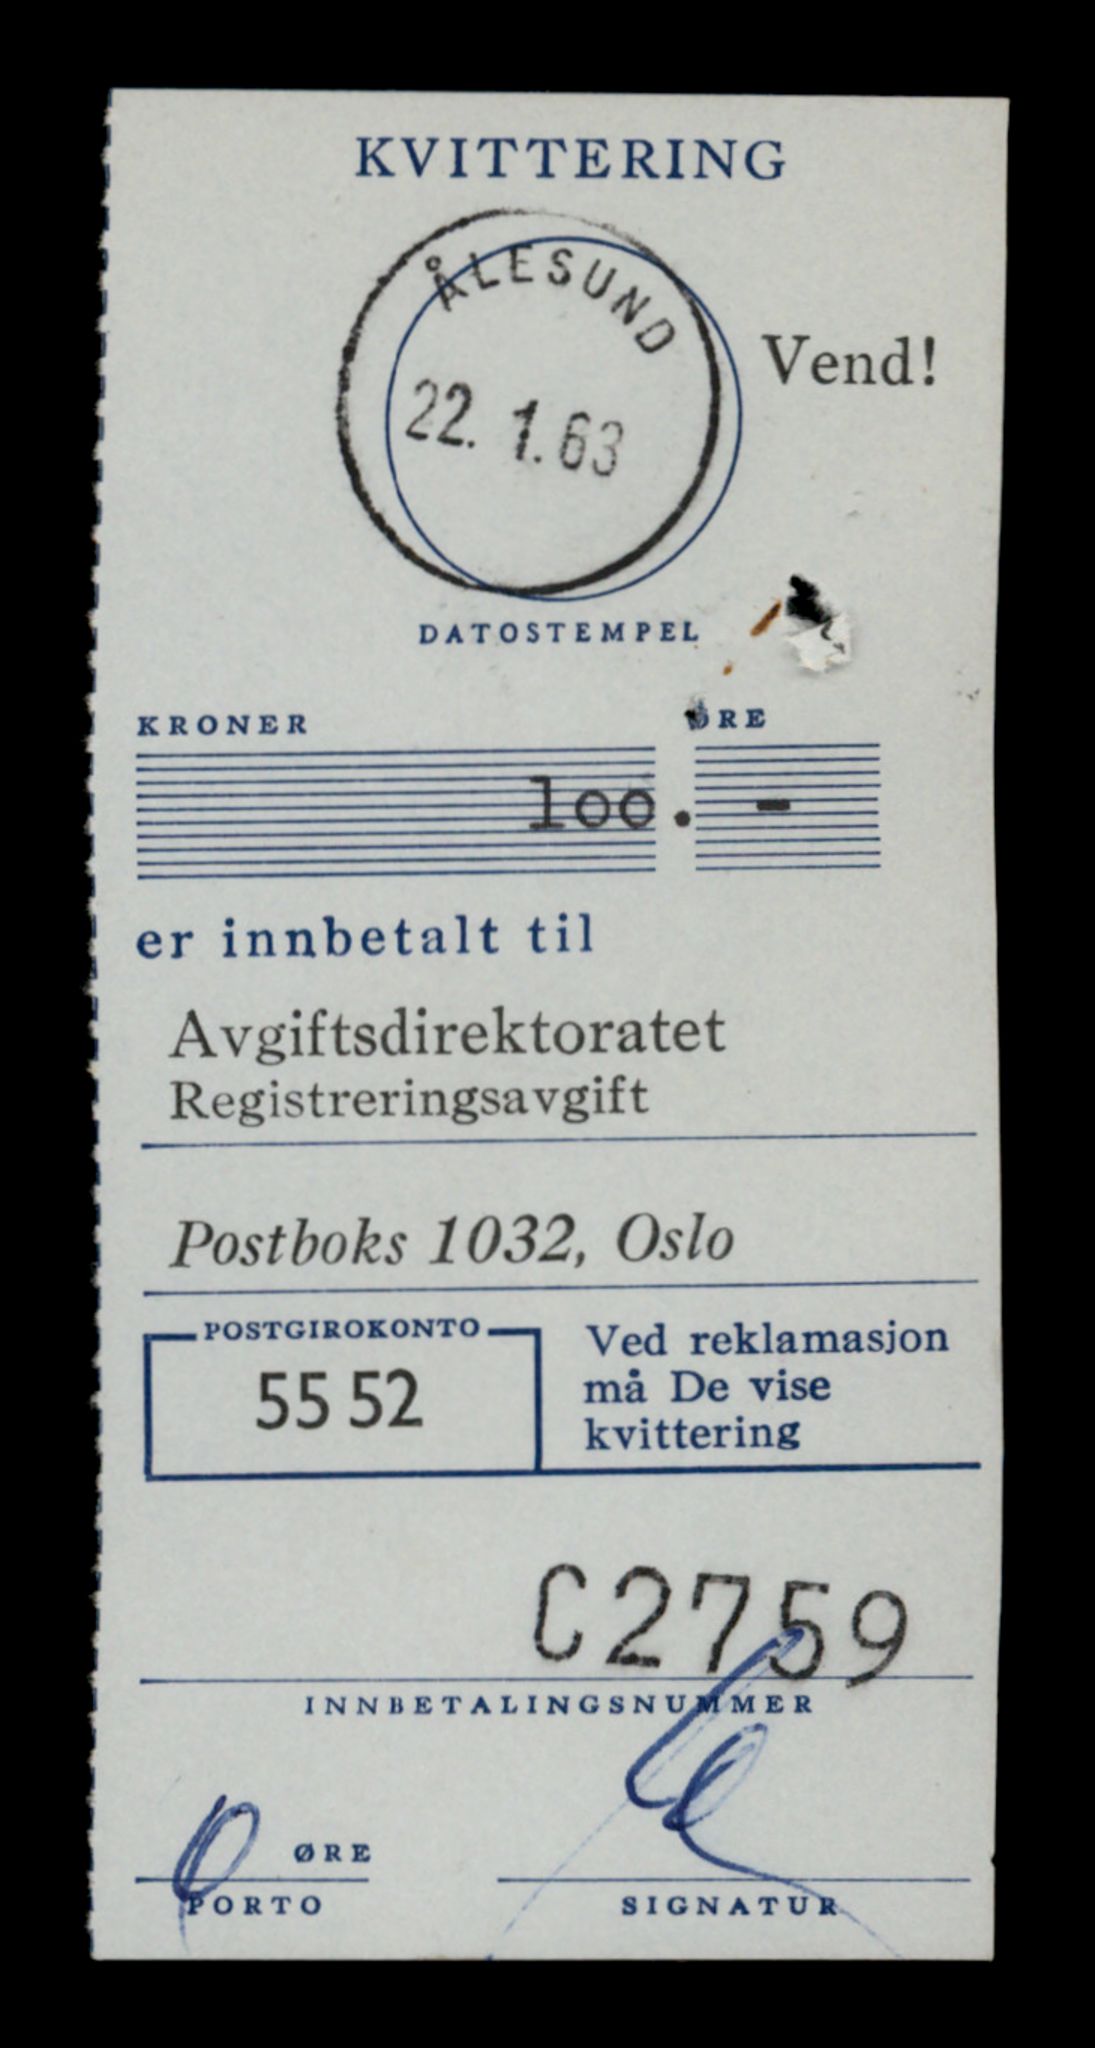 KVITTERING
ÅLESUND
22. 1. 63
Vend!
DATOSTEMPEL
KRONER ØRE
100. -
er innbetalt til
Avgiftsdirektoratet
Registreringsavgift
Postboks 1032, Oslo
POSTGIROKONTO
55 52
Ved reklamasjon
må De vise
kvittering
C2759
INNBETALINGSNUMMER
0 ØRE
PORTO
SIGNATUR